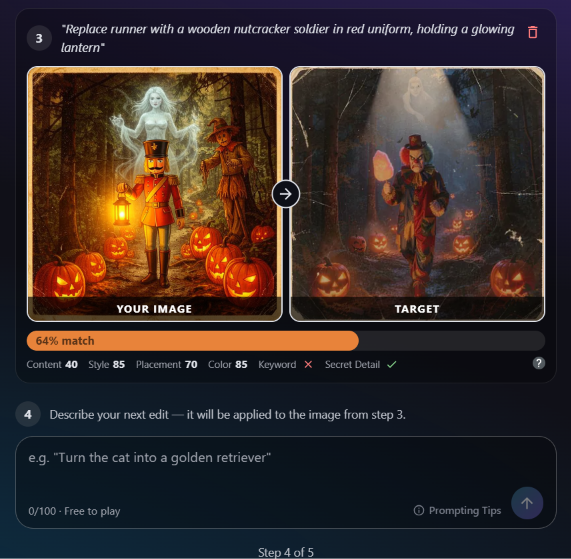 3
"Replace runner with a wooden nutcracker soldier in red uniform, holding a glowing
lantern"
YOUR IMAGE
TARGET
64% match
Content 40 Style 85 Placement 70 Color 85 Keyword ✗ Secret Detail ✓ ?
4 Describe your next edit — it will be applied to the image from step 3.
e.g. "Turn the cat into a golden retriever"
0/100 · Free to play
Prompting Tips
Step 4 of 5